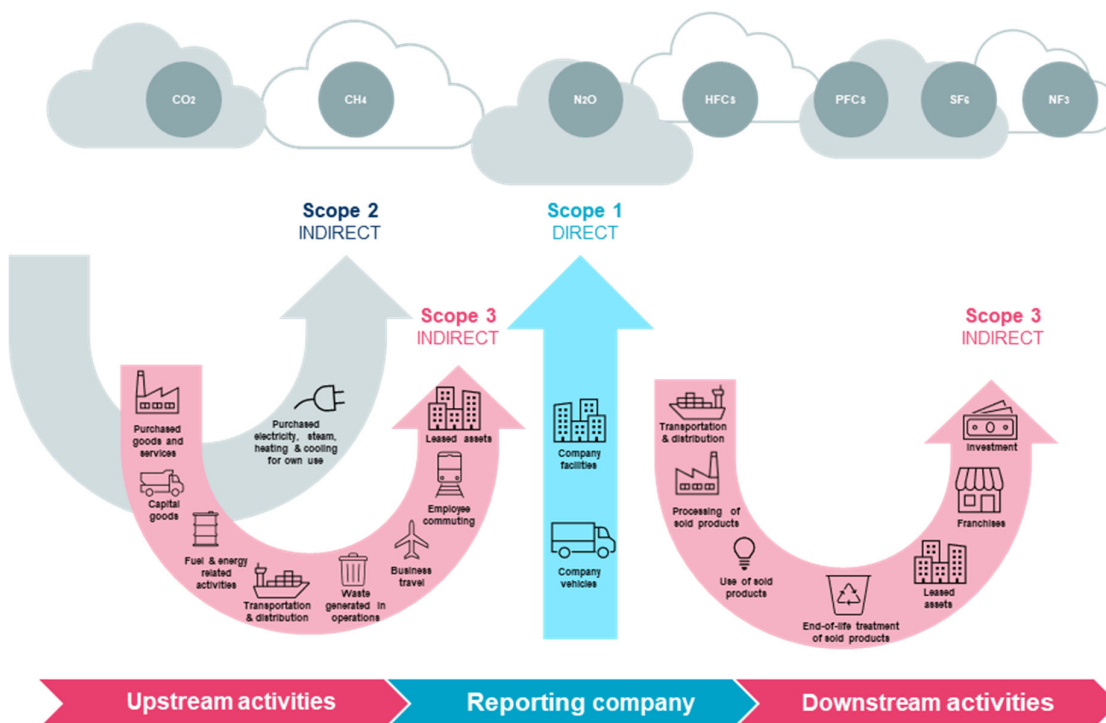 CO2
CH4
N2O
HFCS
PFCS
SF6
NF3
Scope 2
INDIRECT
Scope 1
DIRECT
Scope 3
INDIRECT
Scope 3
INDIRECT
Purchased
goods and
services
Capital
goods
Fuel & energy
related
activities
Transportation
& distribution
Waste
generated in
operations
Business
travel
Employee
commuting
Leased assets
Purchased
electricity, steam,
heating & cooling
for own use
Company
facilities
Company
vehicles
Transportation
& distribution
Processing of
sold products
Use of sold
products
End-of-life treatment
of sold products
Leased
assets
Franchises
Investment
Upstream activities
Reporting company
Downstream activities